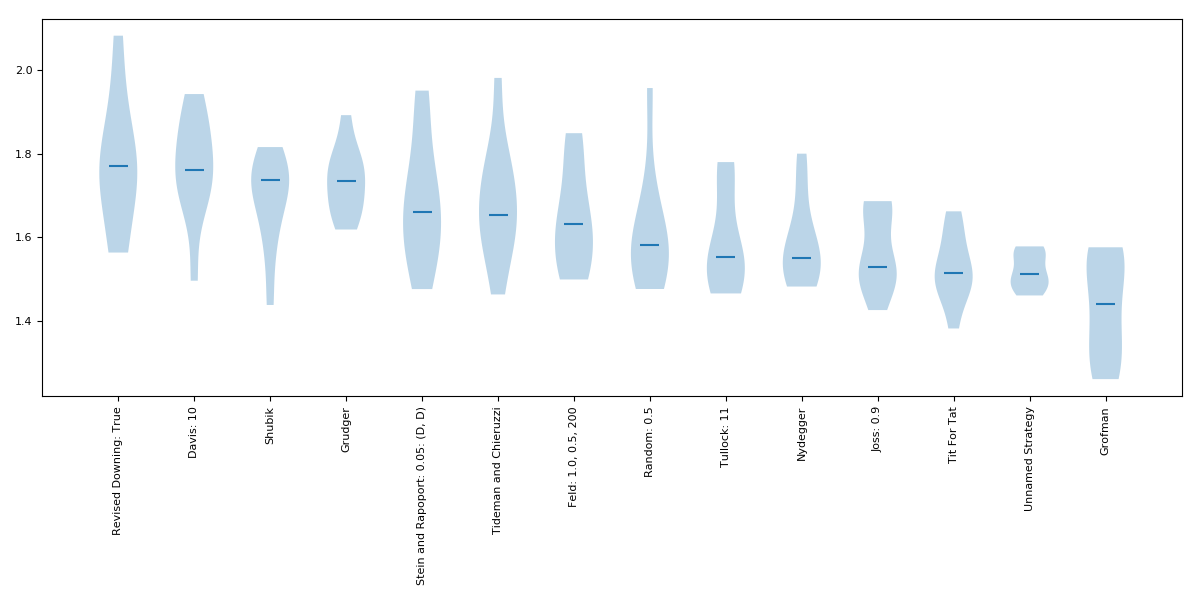 2.0
1.8
1.6
1.4
Revised Downing: True
Davis: 10
Shubik
Grudger
Stein and Rapoport: 0.05: (D, D)
Tideman and Chieruzzi
Feld: 1.0, 0.5, 200
Random: 0.5
Tullock: 11
Nydegger
Joss: 0.9
Tit For Tat
Unnamed Strategy
Grofman